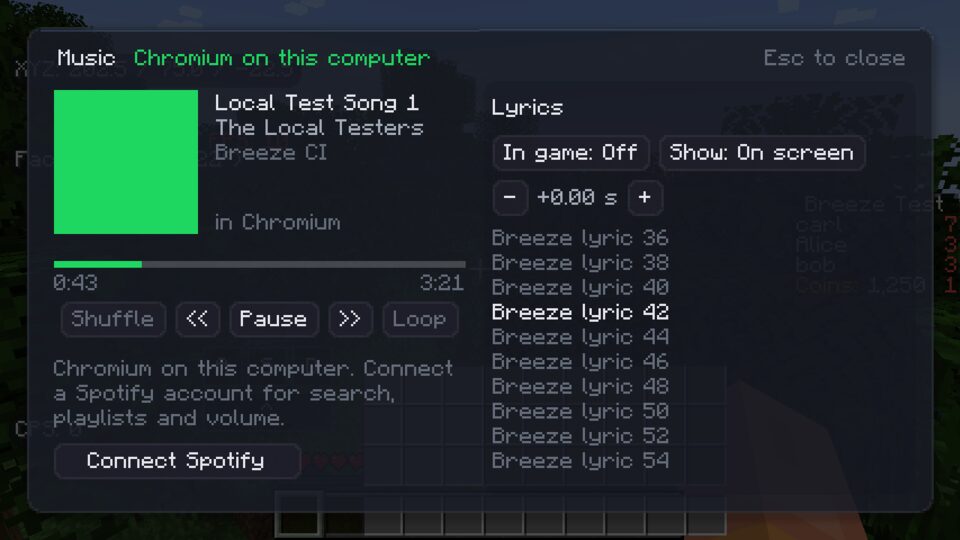 Music Chromium on this computer
Esc to close
Local Test Song 1
The Local Testers
Breeze CI
in Chromium
0:43
3:21
Shuffle << Pause >> Loop
Chromium on this computer. Connect
a Spotify account for search,
playlists and volume.
Connect Spotify
Lyrics
In game: Off
Show: On screen
- +0.00 s +
Breeze lyric 36
Breeze lyric 38
Breeze lyric 40
Breeze lyric 42
Breeze lyric 44
Breeze lyric 46
Breeze lyric 48
Breeze lyric 50
Breeze lyric 52
Breeze lyric 54
Breeze Test
carl 7
Alice 3
bob 3
Coins: 1,250 1